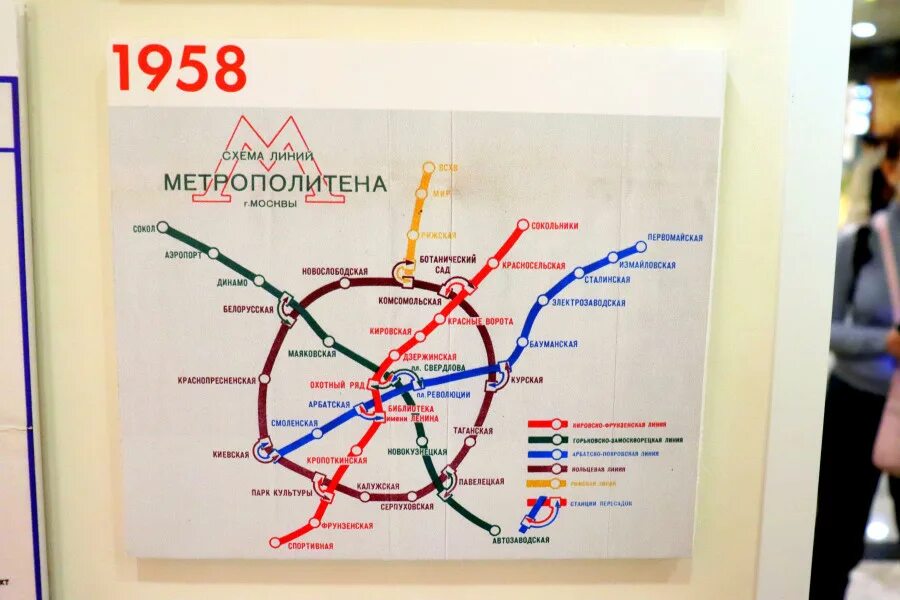 1958
СХЕМА ЛИНИЙ
МЕТРОПОЛИТЕНА
г. МОСКВЫ
ВСХВ
МИР
РИЖСКАЯ
БОТАНИЧЕСКИЙ
САД
СОКОЛЬНИКИ
КРАСНОСЕЛЬСКАЯ
КОМСОМОЛЬСКАЯ
КРАСНЫЕ ВОРОТА
КИРОВСКАЯ
ДЗЕРЖИНСКАЯ
ОХОТНЫЙ РЯД
БИБЛИОТЕКА
имени ЛЕНИНА
КРОПОТКИНСКАЯ
ПАРК КУЛЬТУРЫ
ФРУНЗЕНСКАЯ
СПОРТИВНАЯ
СОКОЛ
АЭРОПОРТ
ДИНАМО
БЕЛОРУССКАЯ
МАЯКОВСКАЯ
пл. СВЕРДЛОВА
НОВОКУЗНЕЦКАЯ
ПАВЕЛЕЦКАЯ
АВТОЗАВОДСКАЯ
ПЕРВОМАЙСКАЯ
ИЗМАЙЛОВСКАЯ
СТАЛИНСКАЯ
ЭЛЕКТРОЗАВОДСКАЯ
БАУМАНСКАЯ
КУРСКАЯ
пл. РЕВОЛЮЦИИ
АРБАТСКАЯ
СМОЛЕНСКАЯ
КИЕВСКАЯ
НОВОСЛОБОДСКАЯ
КРАСНОПРЕСНЕНСКАЯ
КАЛУЖСКАЯ
СЕРПУХОВСКАЯ
ТАГАНСКАЯ
КИРОВСКО-ФРУНЗЕНСКАЯ ЛИНИЯ
ГОРЬКОВСКО-ЗАМОСКВОРЕЦКАЯ ЛИНИЯ
АРБАТСКО-ПОКРОВСКАЯ ЛИНИЯ
КОЛЬЦЕВАЯ ЛИНИЯ
РИЖСКАЯ ЛИНИЯ
СТАНЦИИ ПЕРЕСАДОК